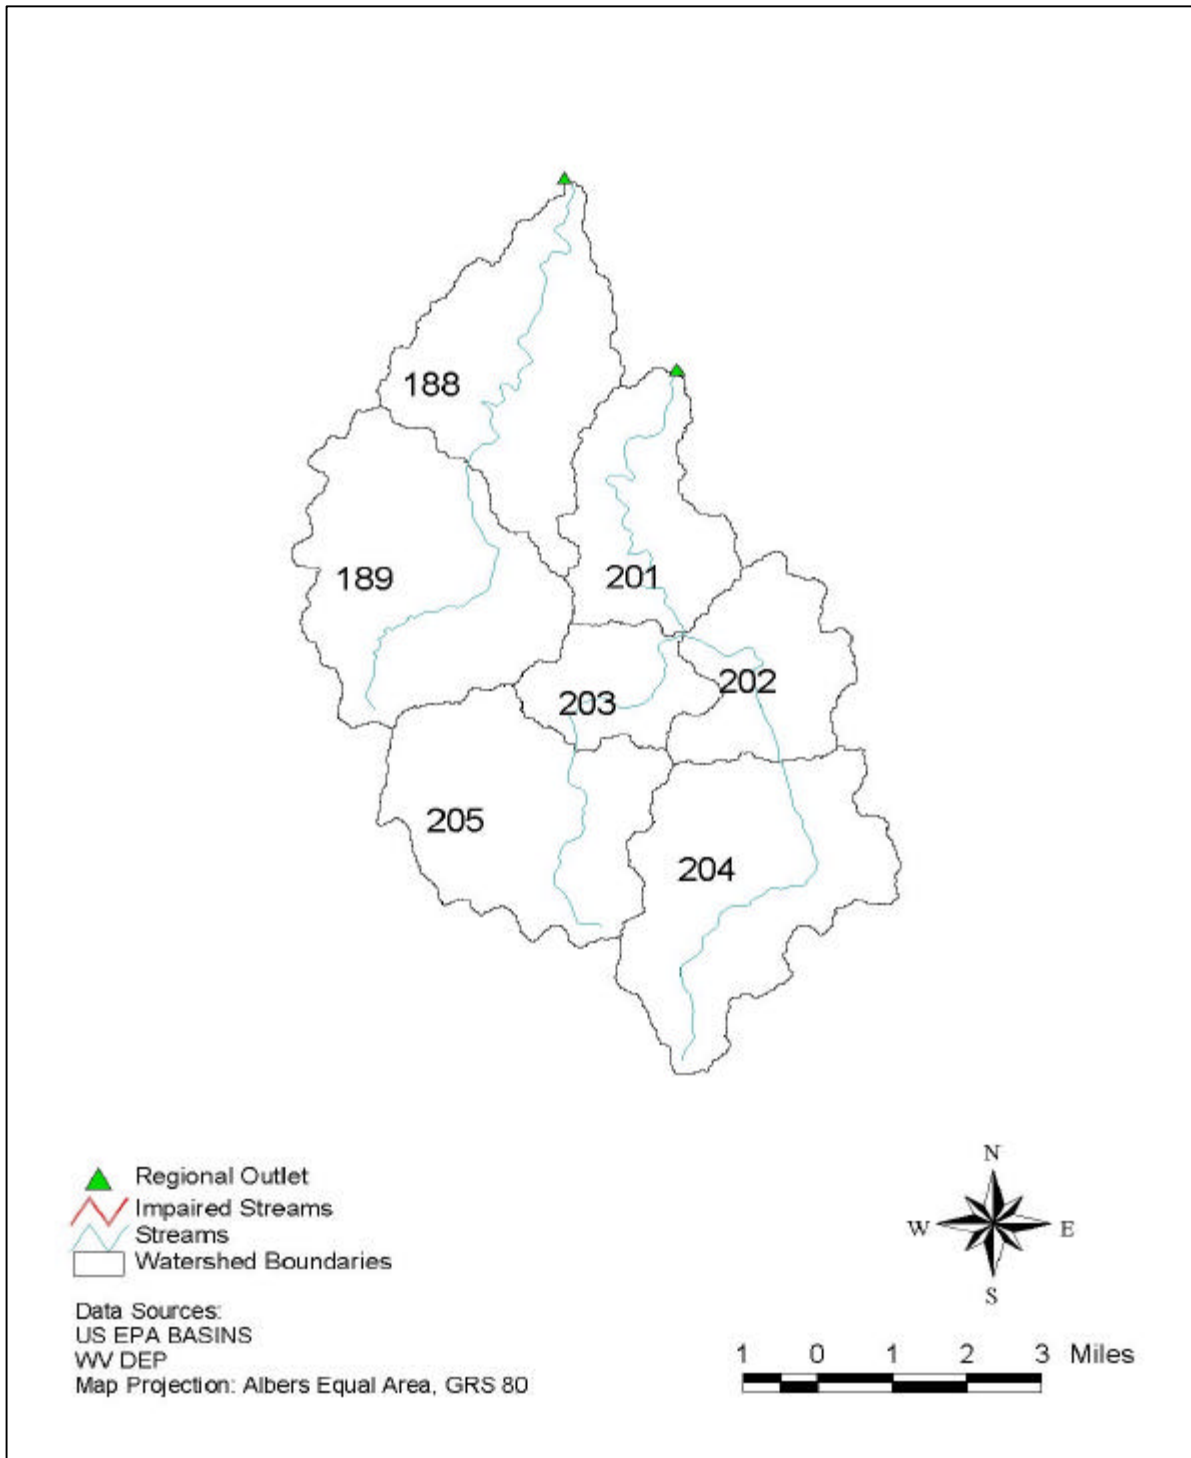 188
189
201
202
203
205
204
Regional Outlet
Impaired Streams
Streams
Watershed Boundaries
Data Sources:
US EPA BASINS
WV DEP
Map Projection: Albers Equal Area, GRS 80
N
W E
S
1 0 1 2 3 Miles